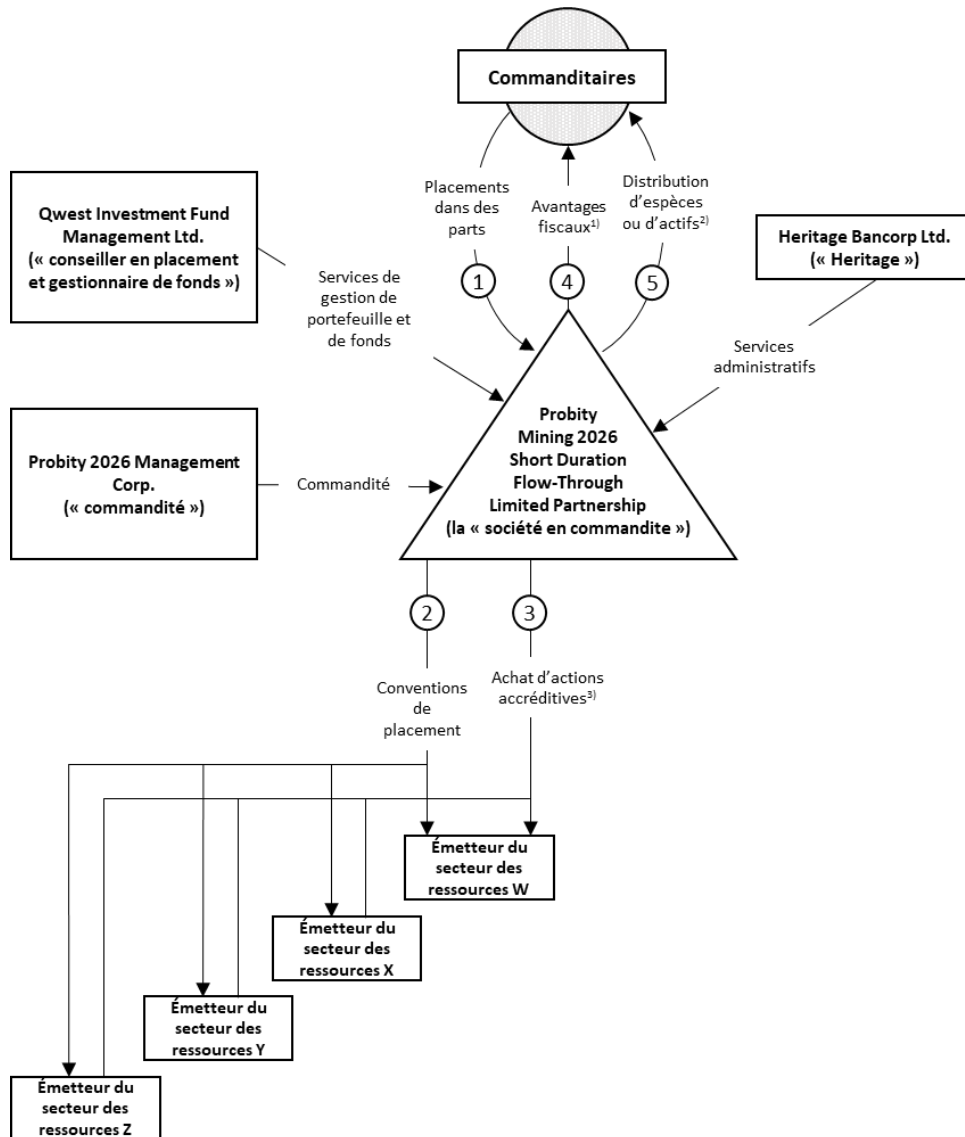 Commanditaires
Placements
dans des
parts
Avantages
fiscaux1)
Distribution
d'espèces
ou d'actifs2)
Qwest Investment Fund
Management Ltd.
(« conseiller en placement
et gestionnaire de fonds »)
Heritage Bancorp Ltd.
(« Heritage »)
1
4
5
Services de
gestion de
portefeuille et
de fonds
Services
administratifs
Probity 2026 Management
Corp.
(« commandité »)
Commandité
Probity
Mining 2026
Short Duration
Flow-Through
Limited Partnership
(la « société en commandite »)
2
3
Conventions
de
placement
Achat d'actions
accréditives3)
Émetteur du
secteur des
ressources W
Émetteur du
secteur des
ressources X
Émetteur du
secteur des
ressources Y
Émetteur du
secteur des
ressources Z